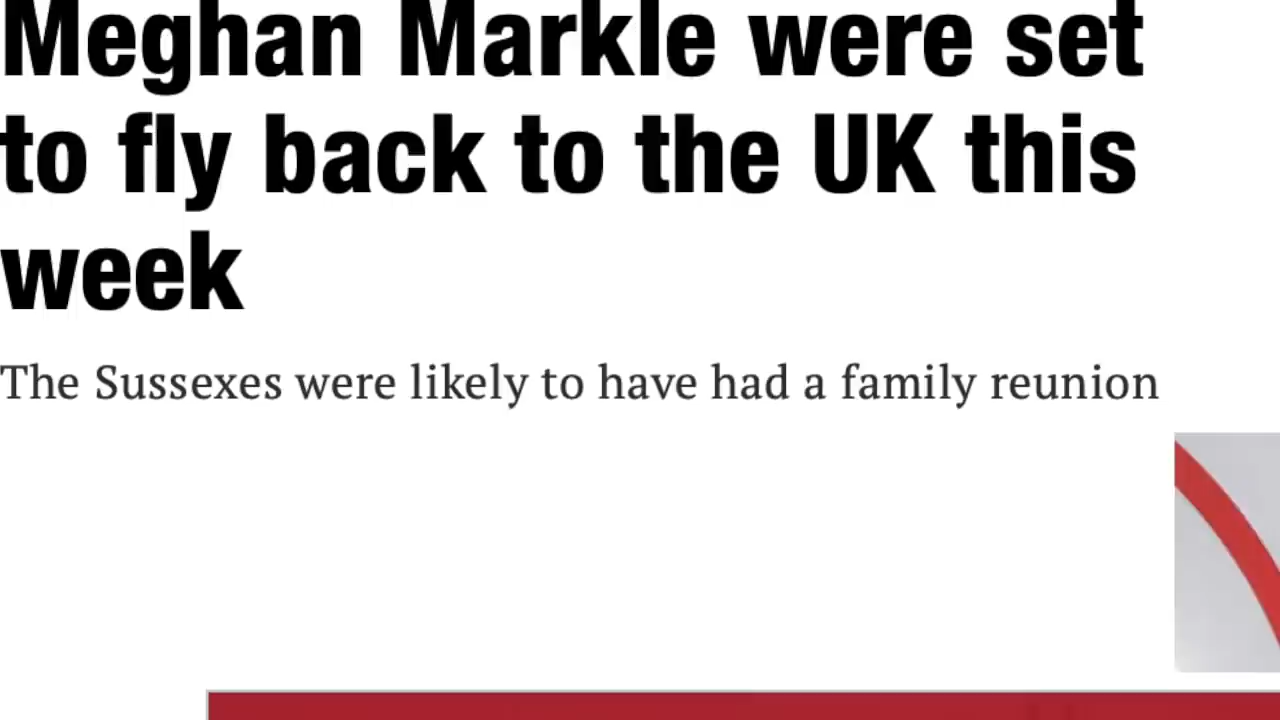 Meghan Markle were set
to fly back to the UK this
week
The Sussexes were likely to have had a family reunion